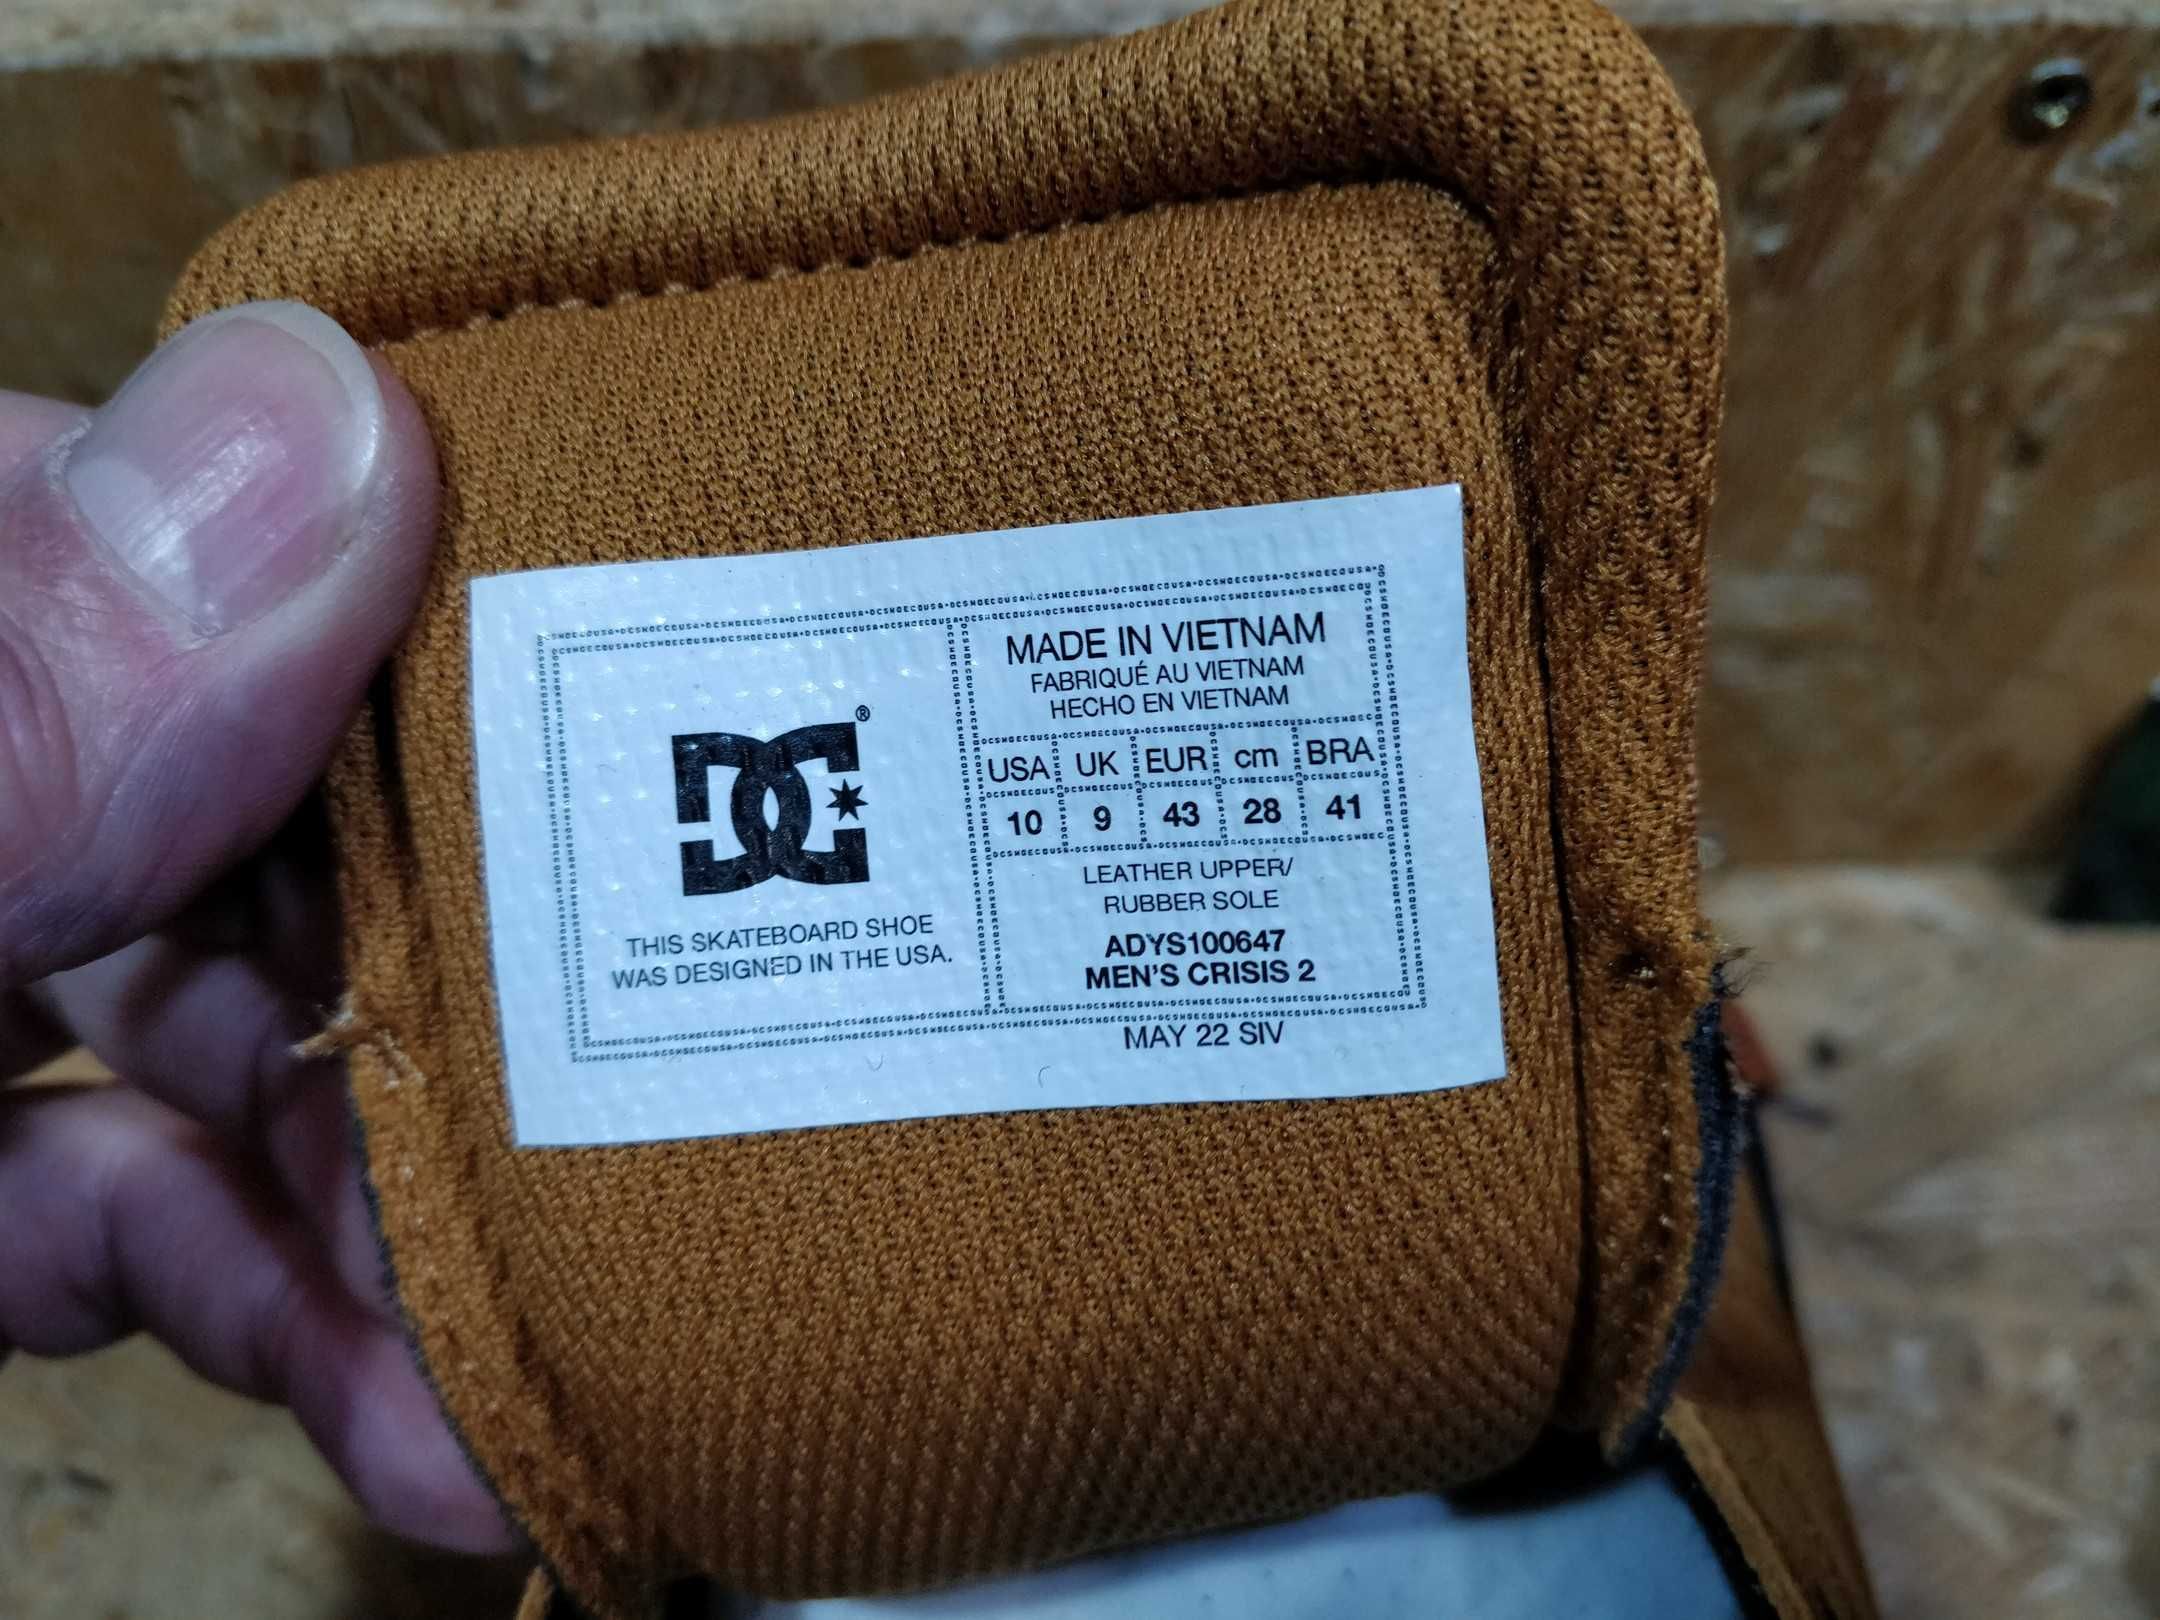 DC®
THIS SKATEBOARD SHOE
WAS DESIGNED IN THE USA.
MADE IN VIETNAM
FABRIQUÉ AU VIETNAM
HECHO EN VIETNAM
USA UK EUR cm BRA
10 9 43 28 41
LEATHER UPPER/
RUBBER SOLE
ADYS100647
MEN'S CRISIS 2
MAY 22 SIV